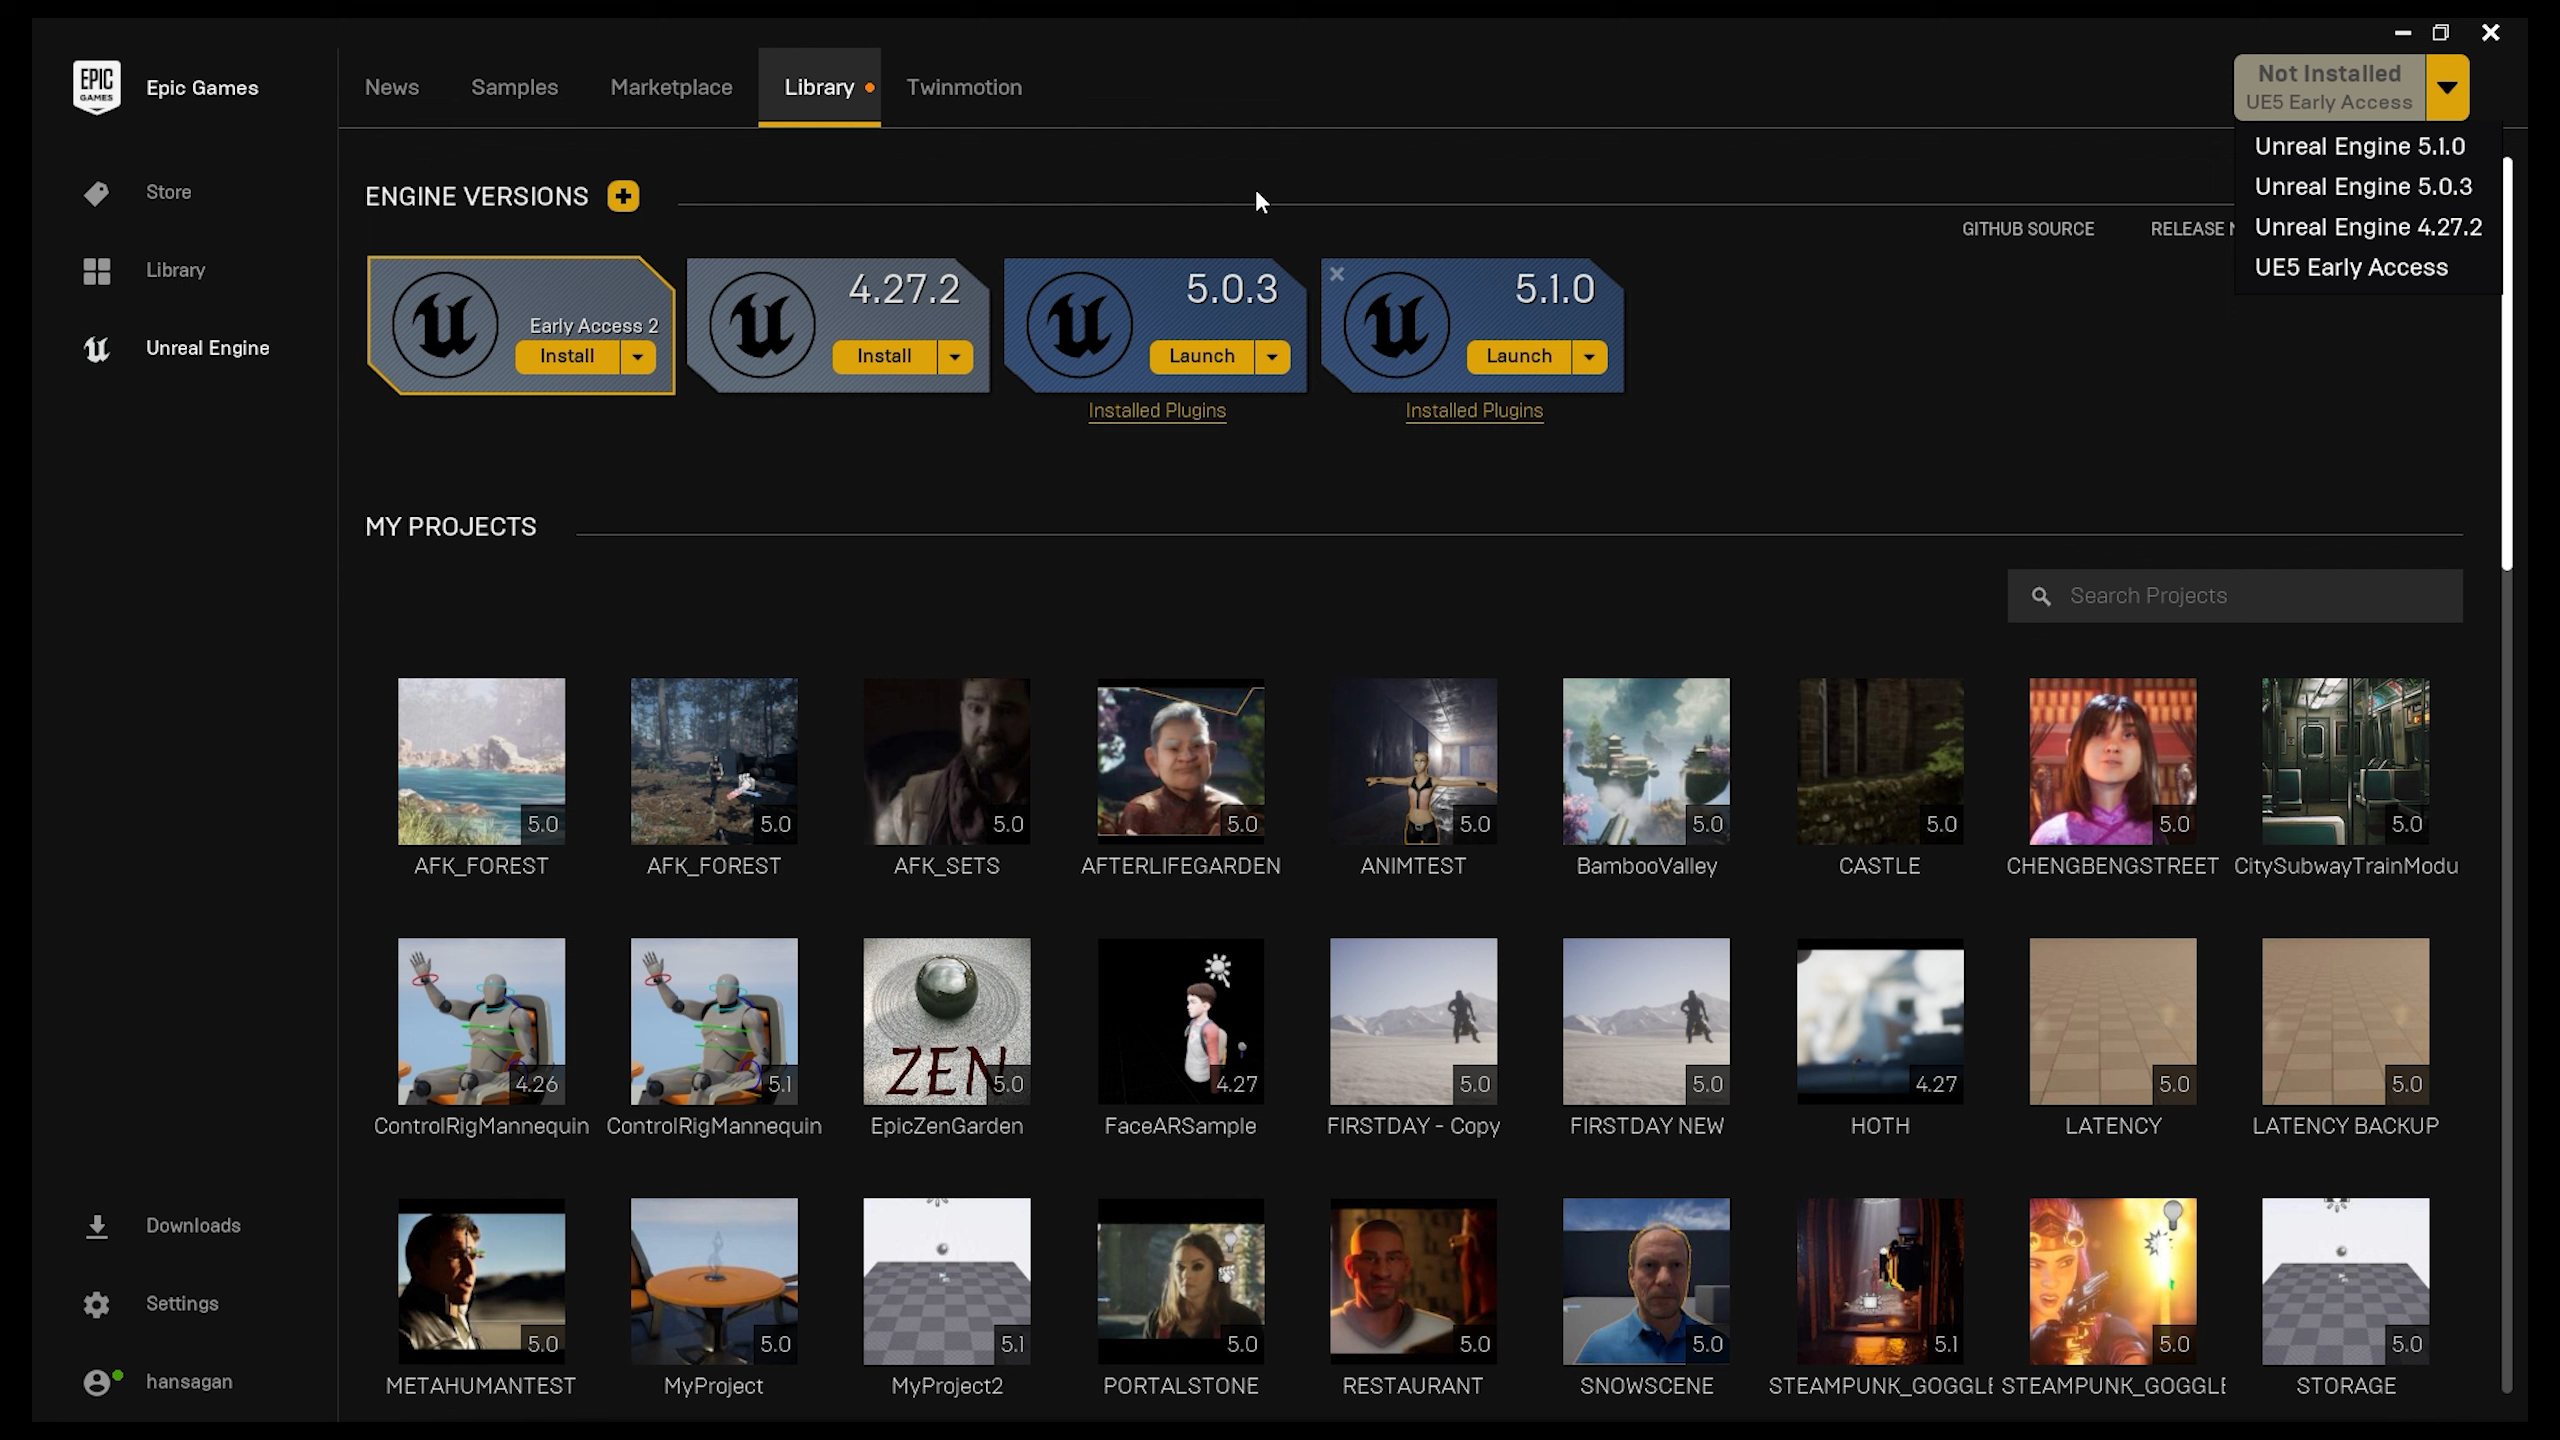 EPIC
GAMES
Epic Games
News
Samples
Marketplace
Library
Twinmotion
Not Installed
UE5 Early Access
Unreal Engine 5.1.0
Unreal Engine 5.0.3
Unreal Engine 4.27.2
UE5 Early Access
Store
Library
Unreal Engine
ENGINE VERSIONS
GITHUB SOURCE
RELEASE
Early Access 2
Install
4.27.2
Install
5.0.3
Launch
5.1.0
Launch
Installed Plugins
Installed Plugins
MY PROJECTS
Search Projects
5.0
5.0
5.0
5.0
5.0
5.0
5.0
5.0
5.0
AFK_FOREST
AFK_FOREST
AFK_SETS
AFTERLIFEGARDEN
ANIMTEST
BambooValley
CASTLE
CHENGBENGSTREET
CitySubwayTrainModu
4.26
5.1
ZEN
5.0
4.27
5.0
5.0
4.27
5.0
5.0
ControlRigMannequin
ControlRigMannequin
EpicZenGarden
FaceARSample
FIRSTDAY - Copy
FIRSTDAY NEW
HOTH
LATENCY
LATENCY BACKUP
5.0
5.0
5.1
5.0
5.0
5.0
5.1
5.0
5.0
METAHUMANTEST
MyProject
MyProject2
PORTALSTONE
RESTAURANT
SNOWSCENE
STEAMPUNK_GOGGLE
STEAMPUNK_GOGGLE
STORAGE
Downloads
Settings
hansagan